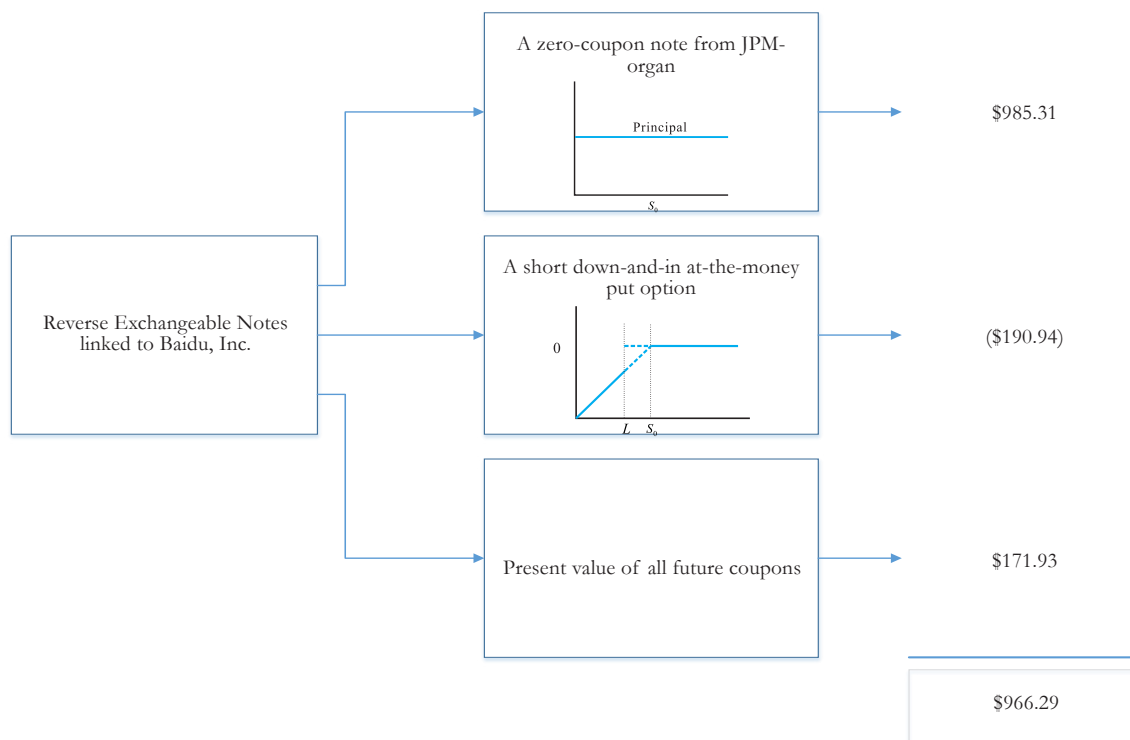 A zero-coupon note from JPM-
organ
Principal
S₀
$985.31
Reverse Exchangeable Notes
linked to Baidu, Inc.
A short down-and-in at-the-money
put option
0
L S₀
($190.94)
Present value of all future coupons
$171.93
$966.29